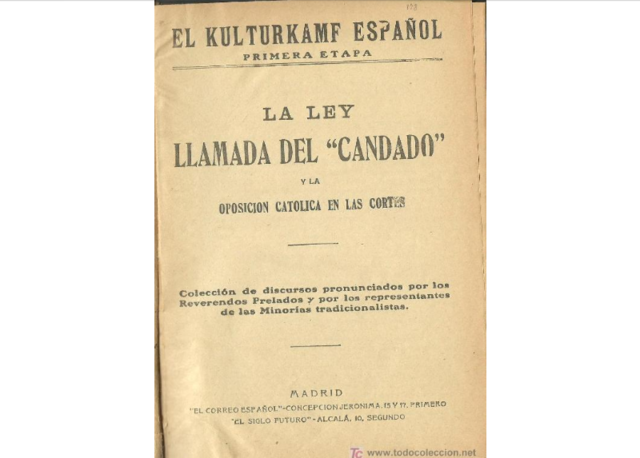 128
EL KULTURKAMF ESPAÑOL
PRIMERA ETAPA
LA LEY
LLAMADA DEL “CANDADO”
Y LA
OPOSICION CATOLICA EN LAS CORTES
Colección de discursos pronunciados por los
Reverendos Prelados y por los representantes
de las Minorías tradicionalistas.
MADRID
"EL CORREO ESPAÑOL"-CONCEPCION JERONIMA, 15 Y 17, PRIMERO
"EL SIGLO FUTURO"-ALCALÁ, 10, SEGUNDO
TC www.todocoleccion.net